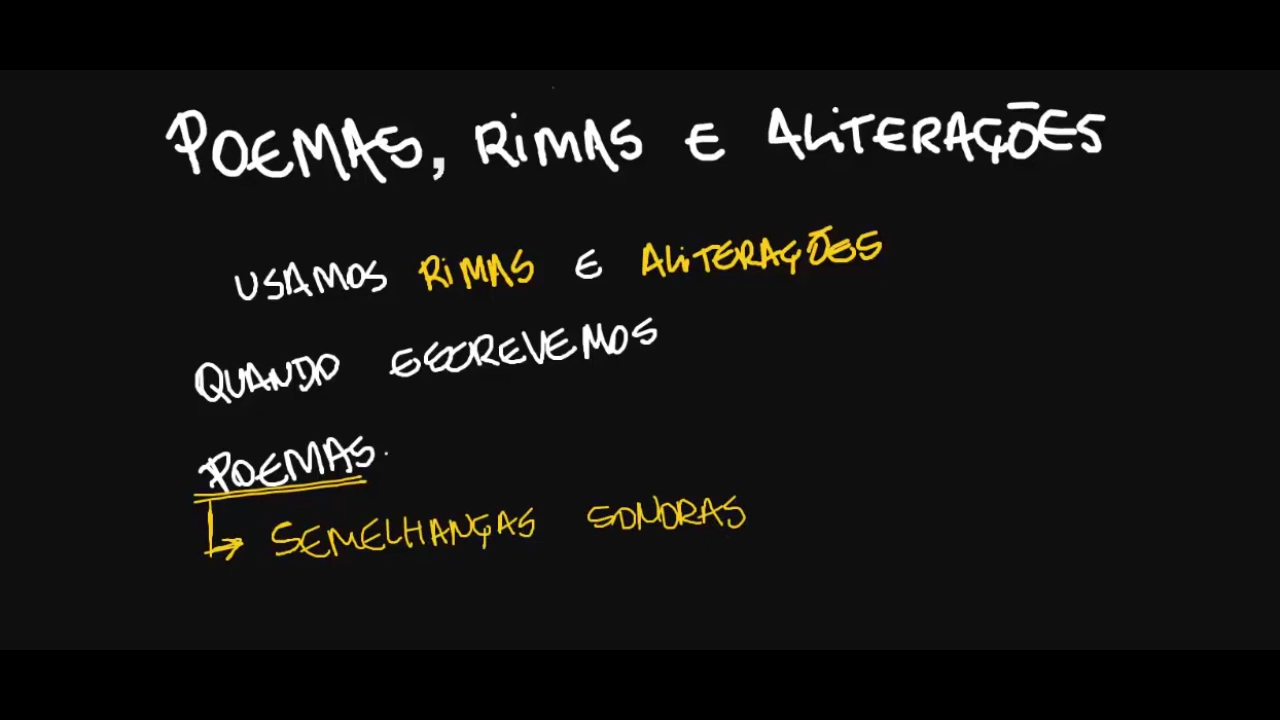 POEMAS, RIMAS E ALITERAÇÕES
USAMOS RIMAS E ALITERAÇÕES
QUANDO ESCREVEMOS
POEMAS.
SEMELHANÇAS SONORAS